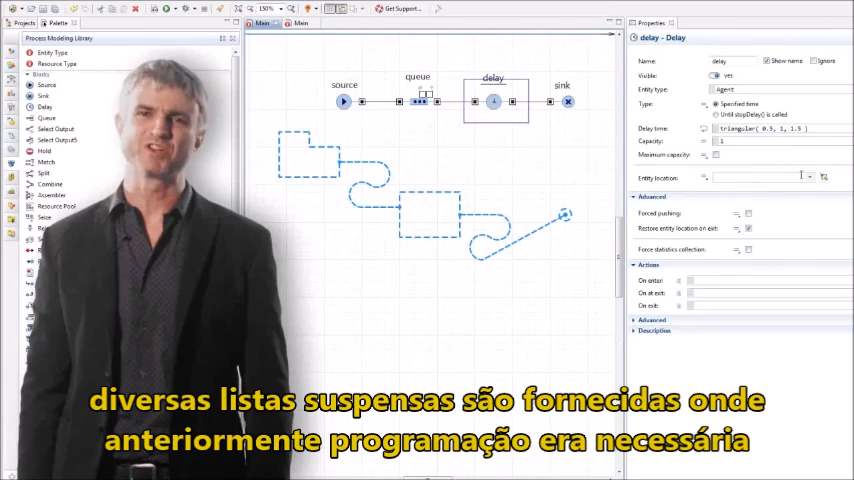 150%
Get Support...
Projects
Palette
Main
Main
Properties
Process Modeling Library
Entity Type
Resource Type
Blocks
Source
Sink
Delay
Queue
Select Output
Select Output5
Hold
Match
Split
Combine
Assembler
Resource Pool
Seize
source
queue
delay
sink
delay - Delay
Name:
delay
Show name
Ignore
Visible:
yes
Entity type:
Agent
Type:
Specified time
Until stopDelay() is called
Delay time:
triangular( 0.5, 1, 1.5 )
Capacity:
1
Maximum capacity:
Entity location:
Advanced
Forced pushing:
Restore entity location on exit:
Force statistics collection:
Actions
On enter:
On at exit:
On exit:
Advanced
Description
diversas listas suspensas são fornecidas onde
anteriormente programação era necessária